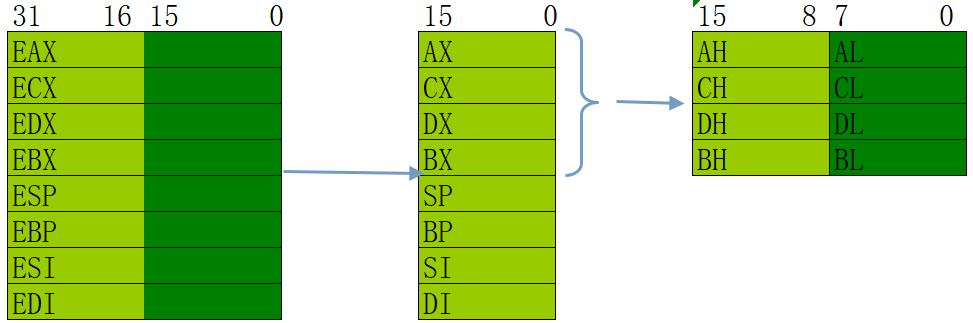 31 16 15 0 15 0 15 8 7 0
EAX AX AH AL
ECX CX CH CL
EDX DX DH DL
EBX BX BH BL
ESP SP
EBP BP
ESI SI
EDI DI